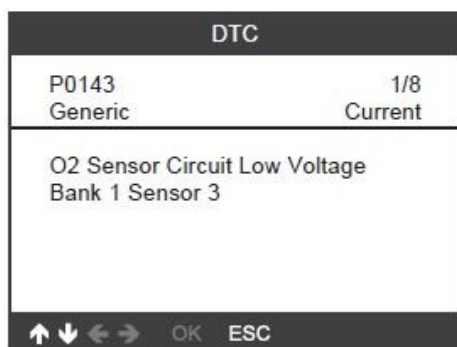 DTC
P0143 1/8
Generic Current
O2 Sensor Circuit Low Voltage
Bank 1 Sensor 3
OK ESC